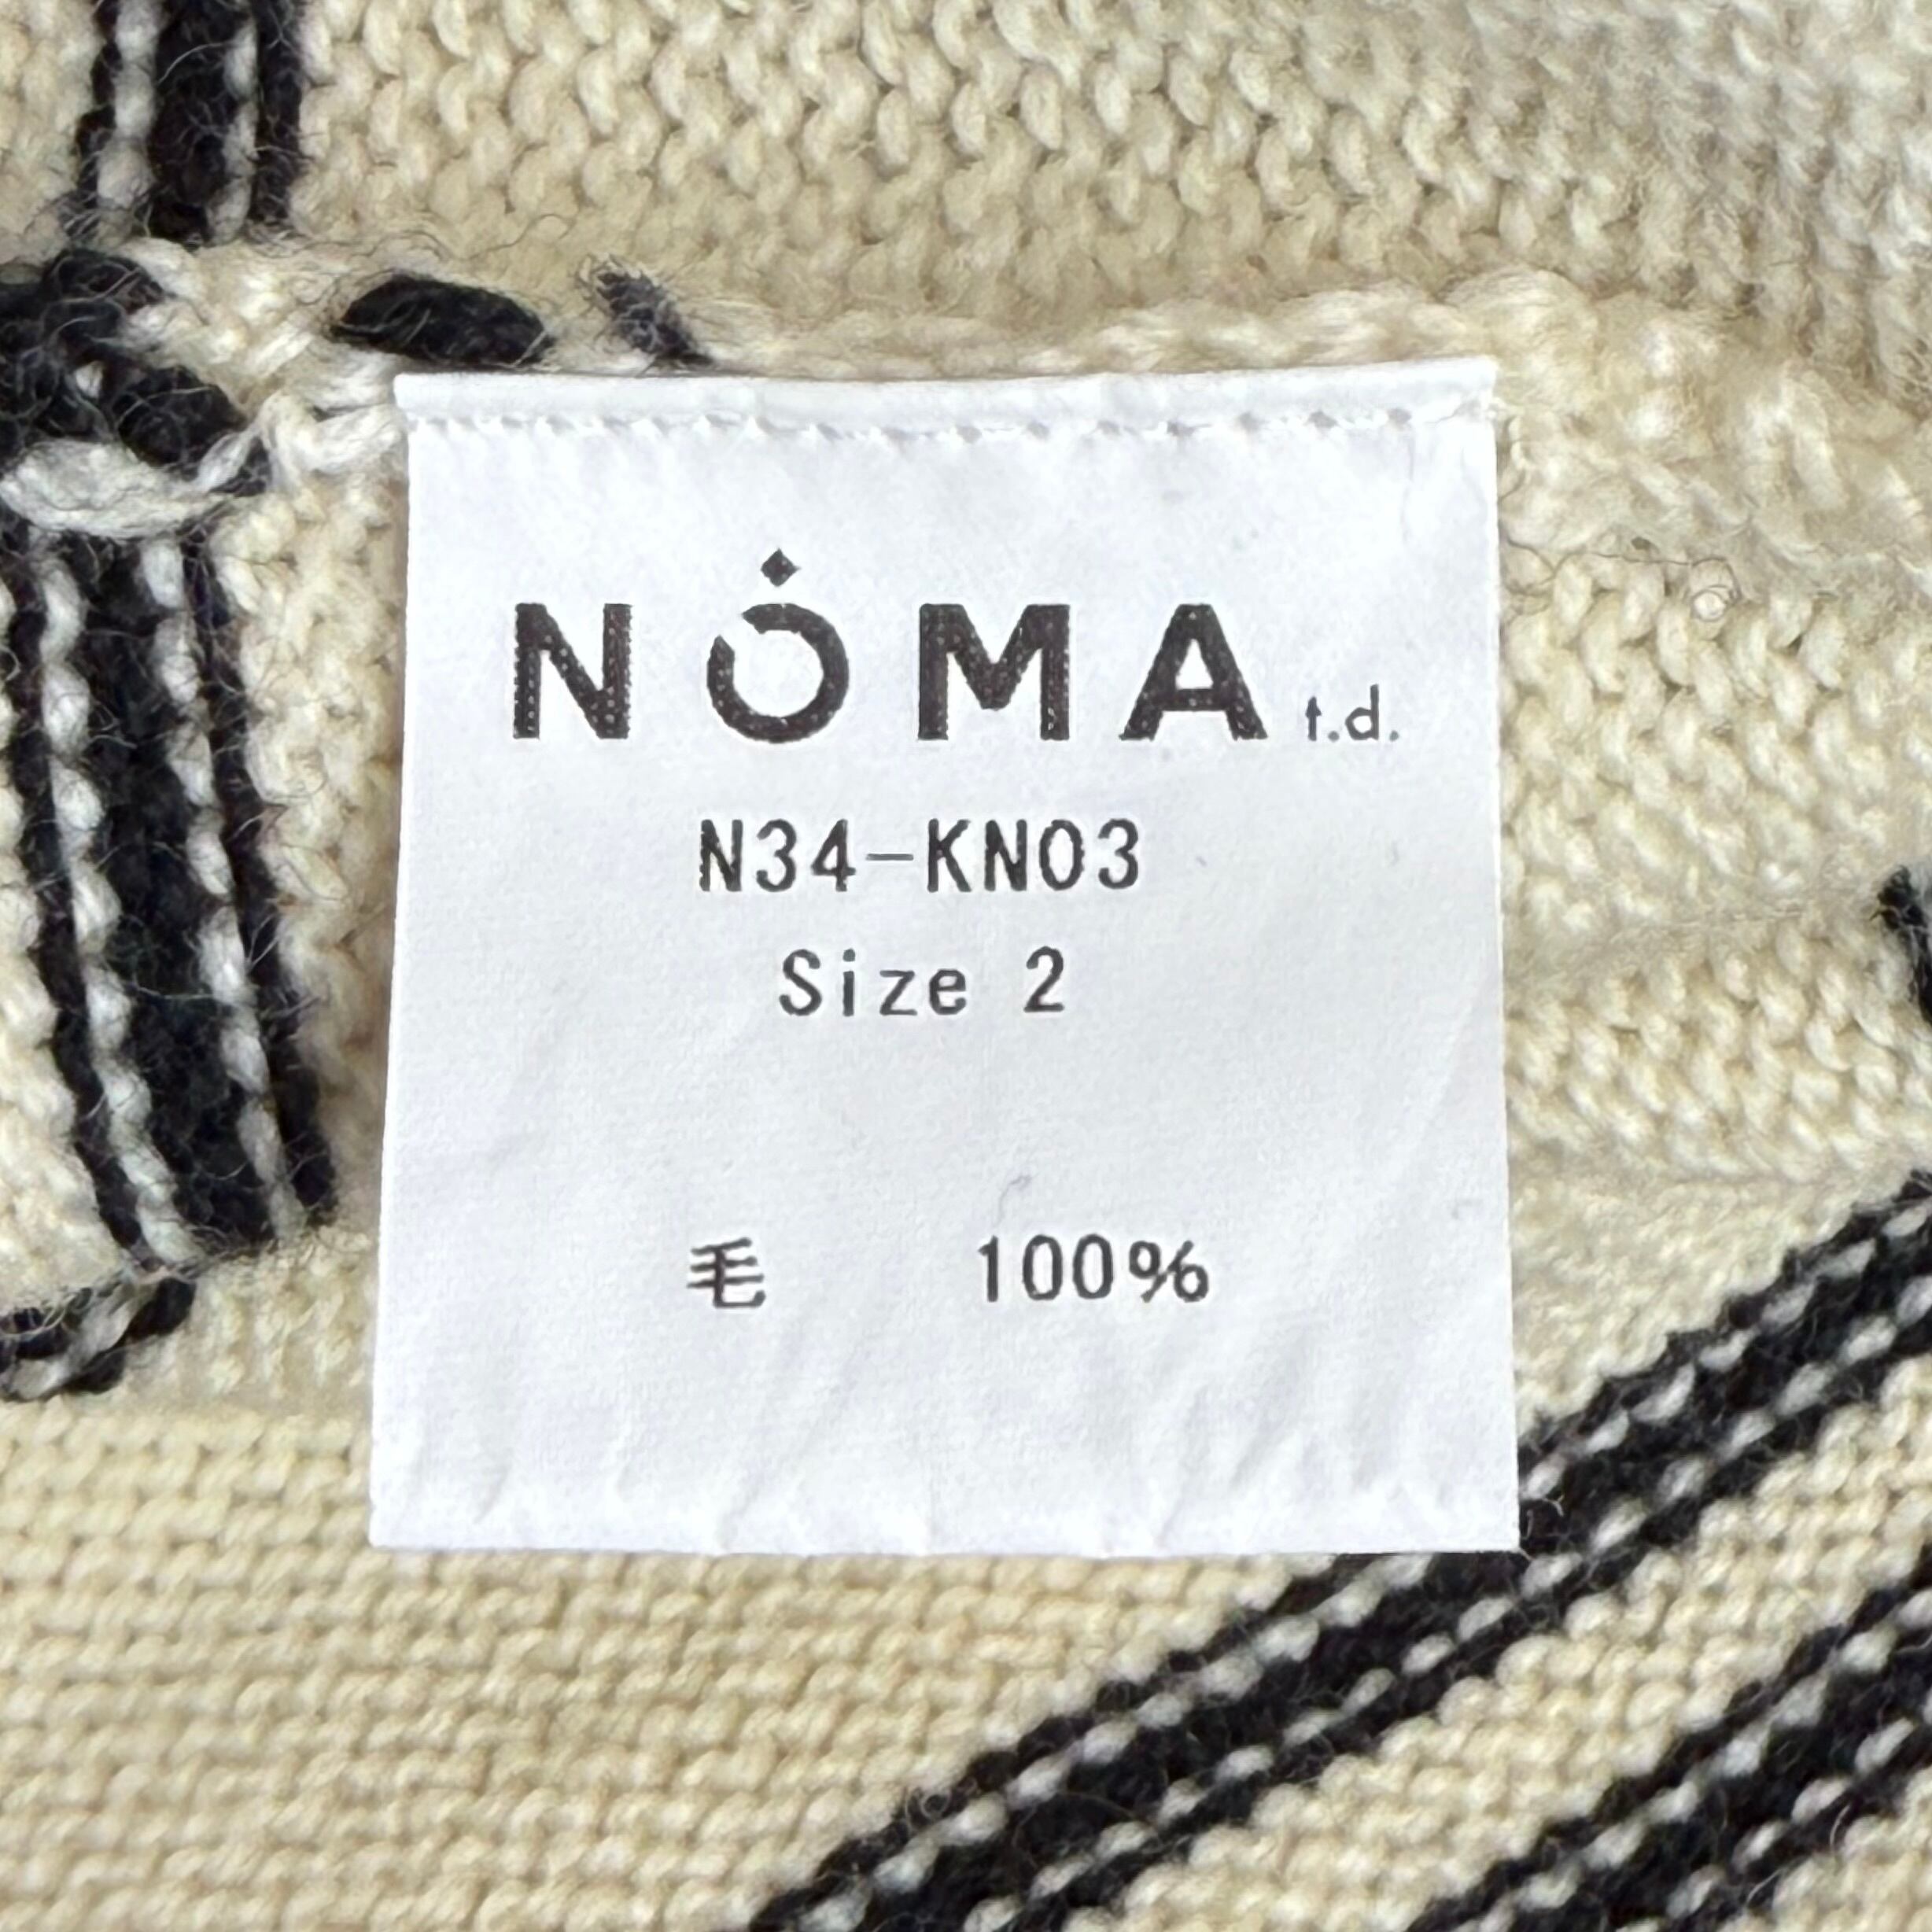 NOMA t.d.
N34-KN03
Size 2
毛 100%